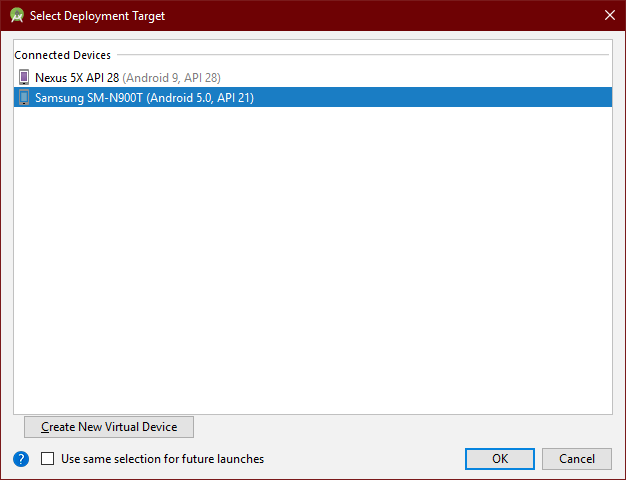 Select Deployment Target
Connected Devices
Nexus 5X API 28 (Android 9, API 28)
Samsung SM-N900T (Android 5.0, API 21)
Create New Virtual Device
? Use same selection for future launches
OK Cancel